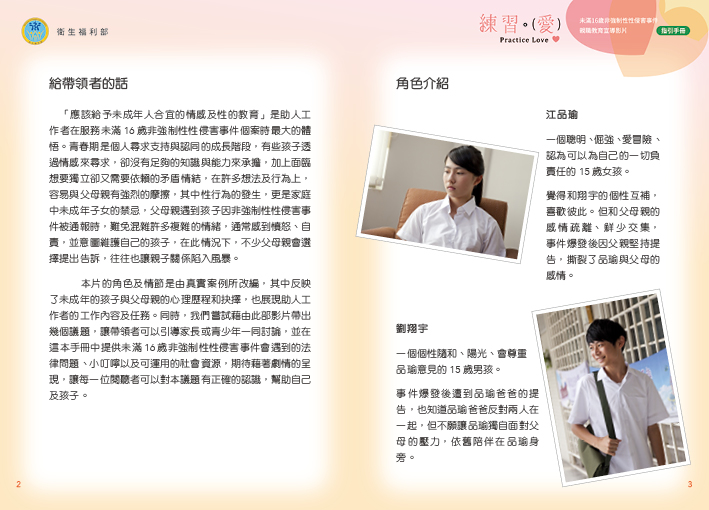 衛生福利部
練習。(愛)
Practice Love
未滿16歲非強制性性侵害事件
親職教育宣導影片
指引手冊
給帶領者的話
「應該給予未成年人合宜的情感及性的教育」是助人工
作者在服務未滿 16 歲非強制性性侵害事件個案時最大的體
悟。青春期是個人尋求支持與認同的成長階段，有些孩子透
過情感來尋求，卻沒有足夠的知識與能力來承擔，加上面臨
想要獨立卻又需要依賴的矛盾情結，在許多想法及行為上，
容易與父母親有強烈的摩擦，其中性行為的發生，更是家庭
中未成年子女的禁忌，父母親遇到孩子因非強制性性侵害事
件被通報時，難免混雜許多複雜的情緒，通常感到憤怒、自
責，並意圖維護自己的孩子，在此情況下，不少父母親會選
擇提出告訴，往往也讓親子關係陷入風暴。
本片的角色及情節是由真實案例所改編，其中反映
了未成年的孩子與父母親的心理歷程和抉擇，也展現助人工
作者的工作內容及任務。同時，我們嘗試藉由此部影片帶出
幾個議題，讓帶領者可以引導家長或青少年一同討論，並在
這本手冊中提供未滿 16 歲非強制性性侵害事件會遇到的法
律問題、小叮嚀以及可運用的社會資源，期待藉著劇情的呈
現，讓每一位閱聽者可以對本議題有正確的認識，幫助自己
及孩子。
2
角色介紹
江品瑜
一個聰明、倔強、愛冒險、
認為可以為自己的一切負
責任的 15 歲女孩。
覺得和翔宇的個性互補，
喜歡彼此。但和父母親的
感情疏離、鮮少交集，
事件爆發後因父親堅持提
告，撕裂了品瑜與父母的
感情。
劉翔宇
一個個性隨和、陽光、會尊重
品瑜意見的 15 歲男孩。
事件爆發後遭到品瑜爸爸的提
告，也知道品瑜爸爸反對兩人在
一起，但不願讓品瑜獨自面對父
母的壓力，依舊陪伴在品瑜身
旁。
3